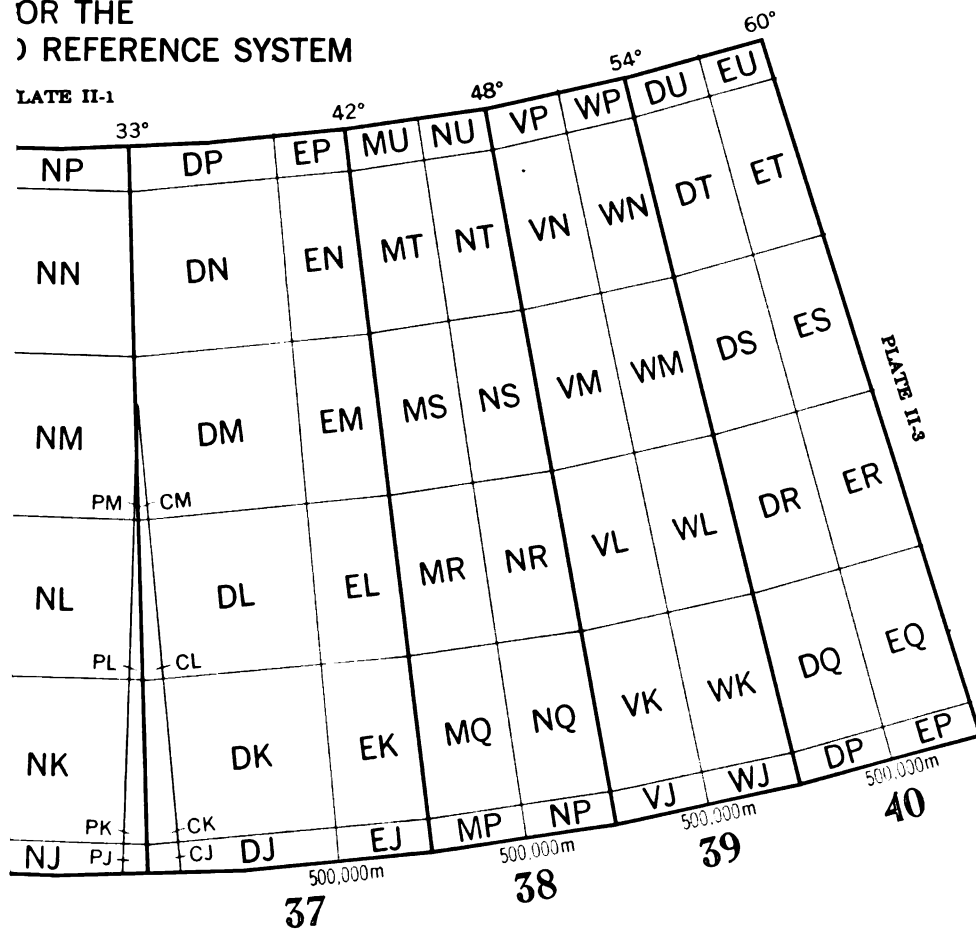 OR THE
) REFERENCE SYSTEM
LATE II-1
33° 42° 48° 54° 60°
NP DP EP MU NU VP WP DU EU
NN DN EN MT NT VN WN DT ET
NM DM EM MS NS VM WM DS ES
PLATE II-3
PM CM
NL DL EL MR NR VL WL DR ER
PL CL
NK DK EK MQ NQ VK WK DQ EQ
PK CK
NJ PJ CJ DJ EJ MP NP VJ WJ DP EP
500,000m 500.000m 500.000m 500.000m
37 38 39 40